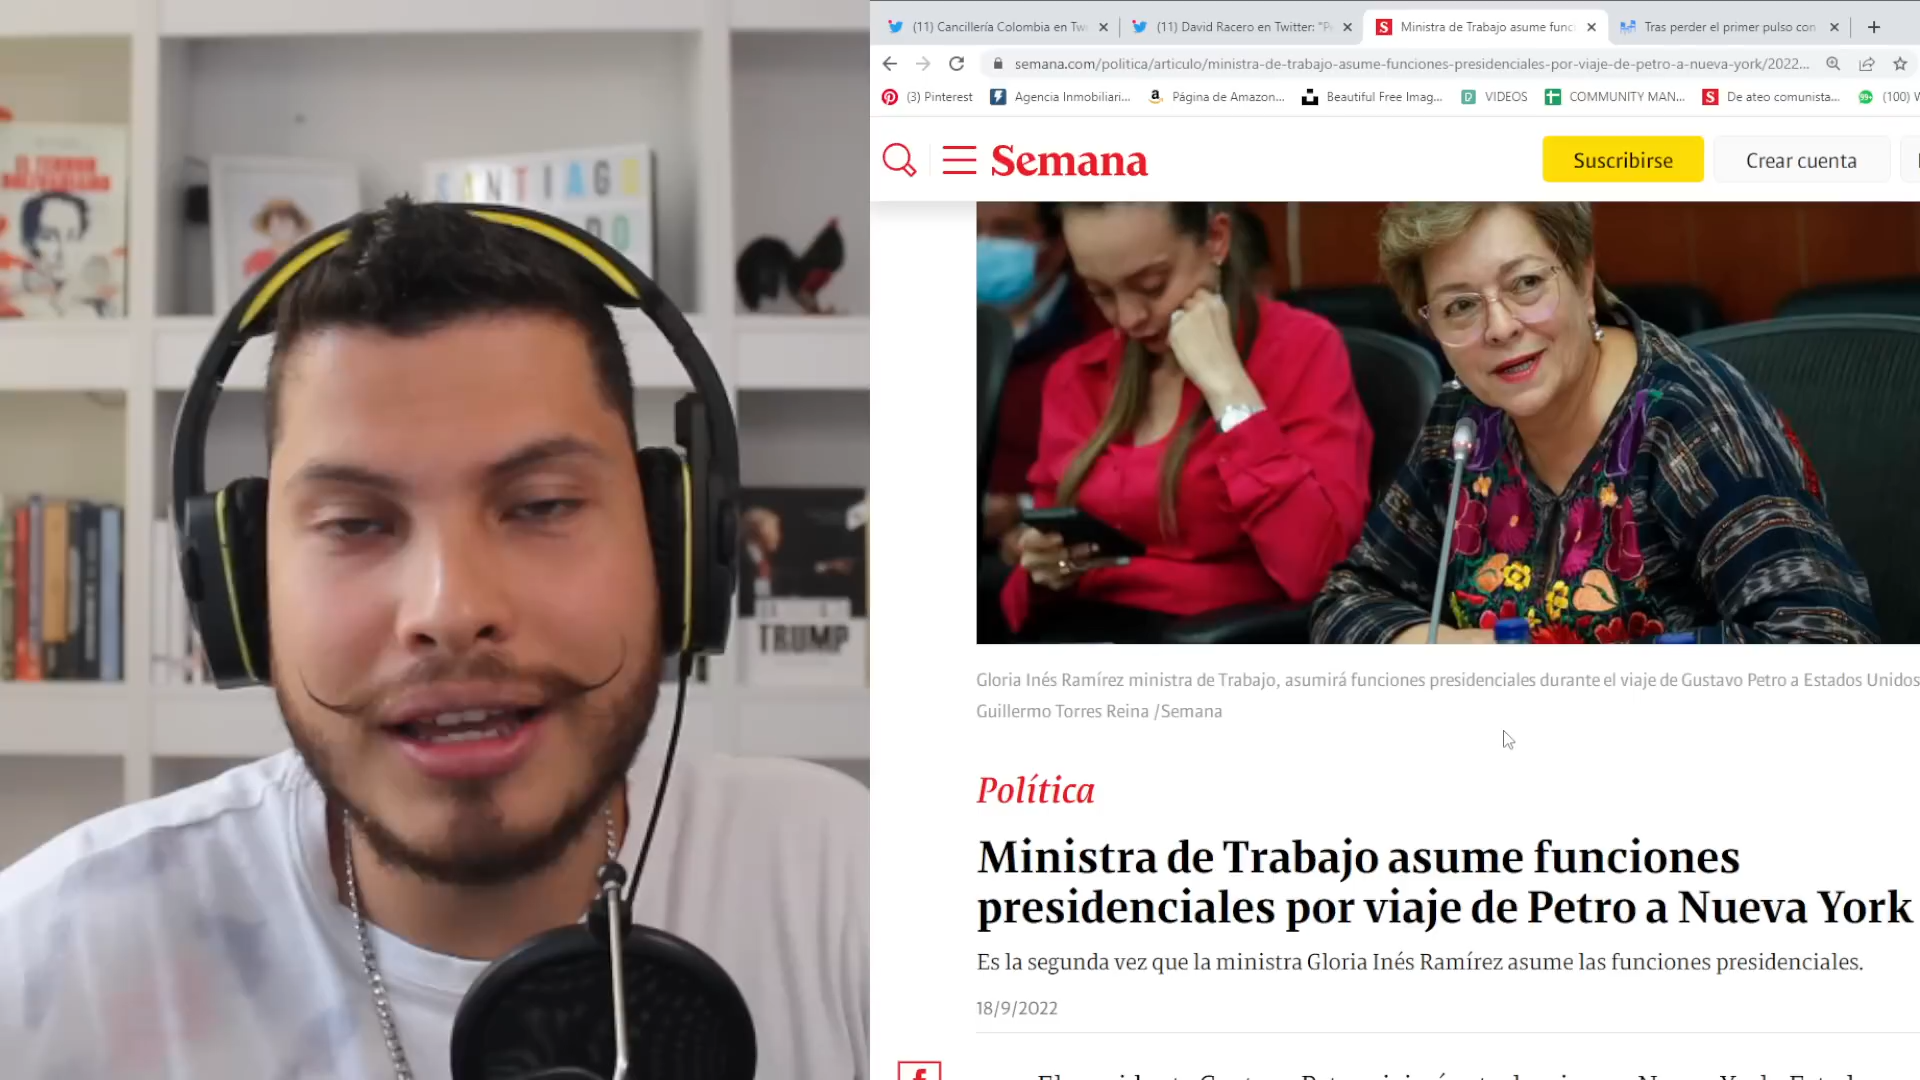 (11) Cancillería Colombia en Tw
(11) David Racero en Twitter: "P
Ministra de Trabajo asume func
Tras perder el primer pulso con
semana.com/politica/articulo/ministra-de-trabajo-asume-funciones-presidenciales-por-viaje-de-petro-a-nueva-york/2022...
(3) Pinterest
Agencia Inmobiliari...
Página de Amazon...
Beautiful Free Imag...
VIDEOS
COMMUNITY MAN...
De ateo comunista...
(100) W
Semana
Suscribirse
Crear cuenta
EL TERROR
BOLIVARIANO
SANTIAGO
TRUMP
Gloria Inés Ramírez ministra de Trabajo, asumirá funciones presidenciales durante el viaje de Gustavo Petro a Estados Unidos
Guillermo Torres Reina /Semana
Política
Ministra de Trabajo asume funciones
presidenciales por viaje de Petro a Nueva York
Es la segunda vez que la ministra Gloria Inés Ramírez asume las funciones presidenciales.
18/9/2022